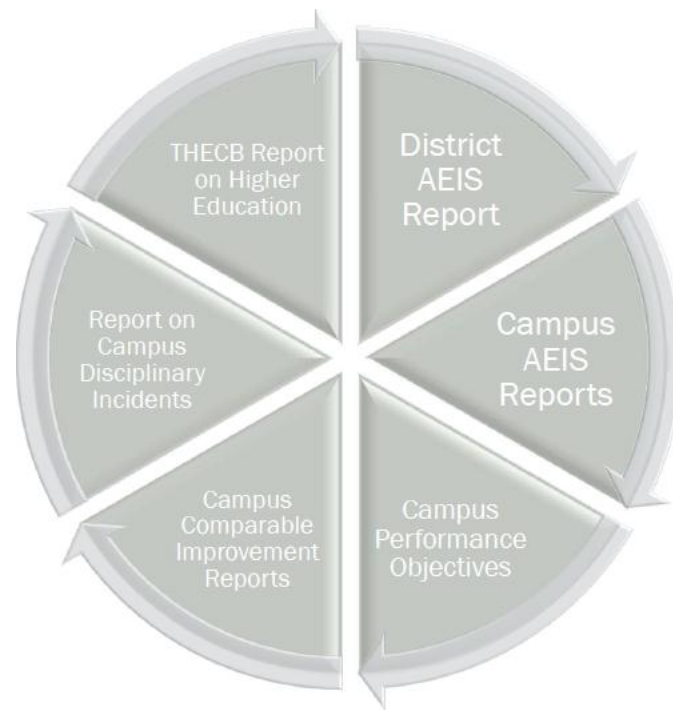 District
AEIS
Report
Campus
AEIS
Reports
Campus
Performance
Objectives
Campus
Comparable
Improvement
Reports
Report on
Campus
Disciplinary
Incidents
THECB Report
on Higher
Education